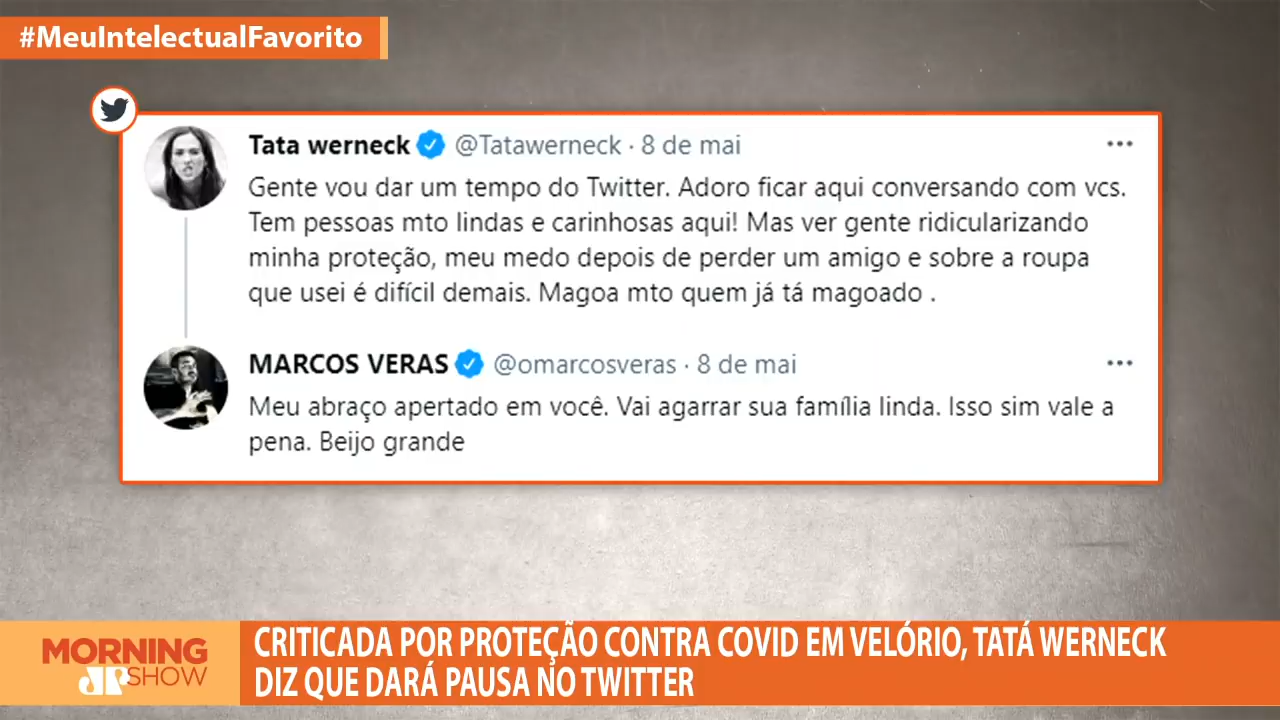 #MeuIntelectualFavorito
Tata werneck @Tatawerneck · 8 de mai
Gente vou dar um tempo do Twitter. Adoro ficar aqui conversando com vcs.
Tem pessoas mto lindas e carinhosas aqui! Mas ver gente ridicularizando
minha proteção, meu medo depois de perder um amigo e sobre a roupa
que usei é difícil demais. Magoa mto quem já tá magoado .
MARCOS VERAS @omarcosveras · 8 de mai
Meu abraço apertado em você. Vai agarrar sua família linda. Isso sim vale a
pena. Beijo grande
MORNING
JP SHOW
CRITICADA POR PROTEÇÃO CONTRA COVID EM VELÓRIO, TATÁ WERNECK
DIZ QUE DARÁ PAUSA NO TWITTER